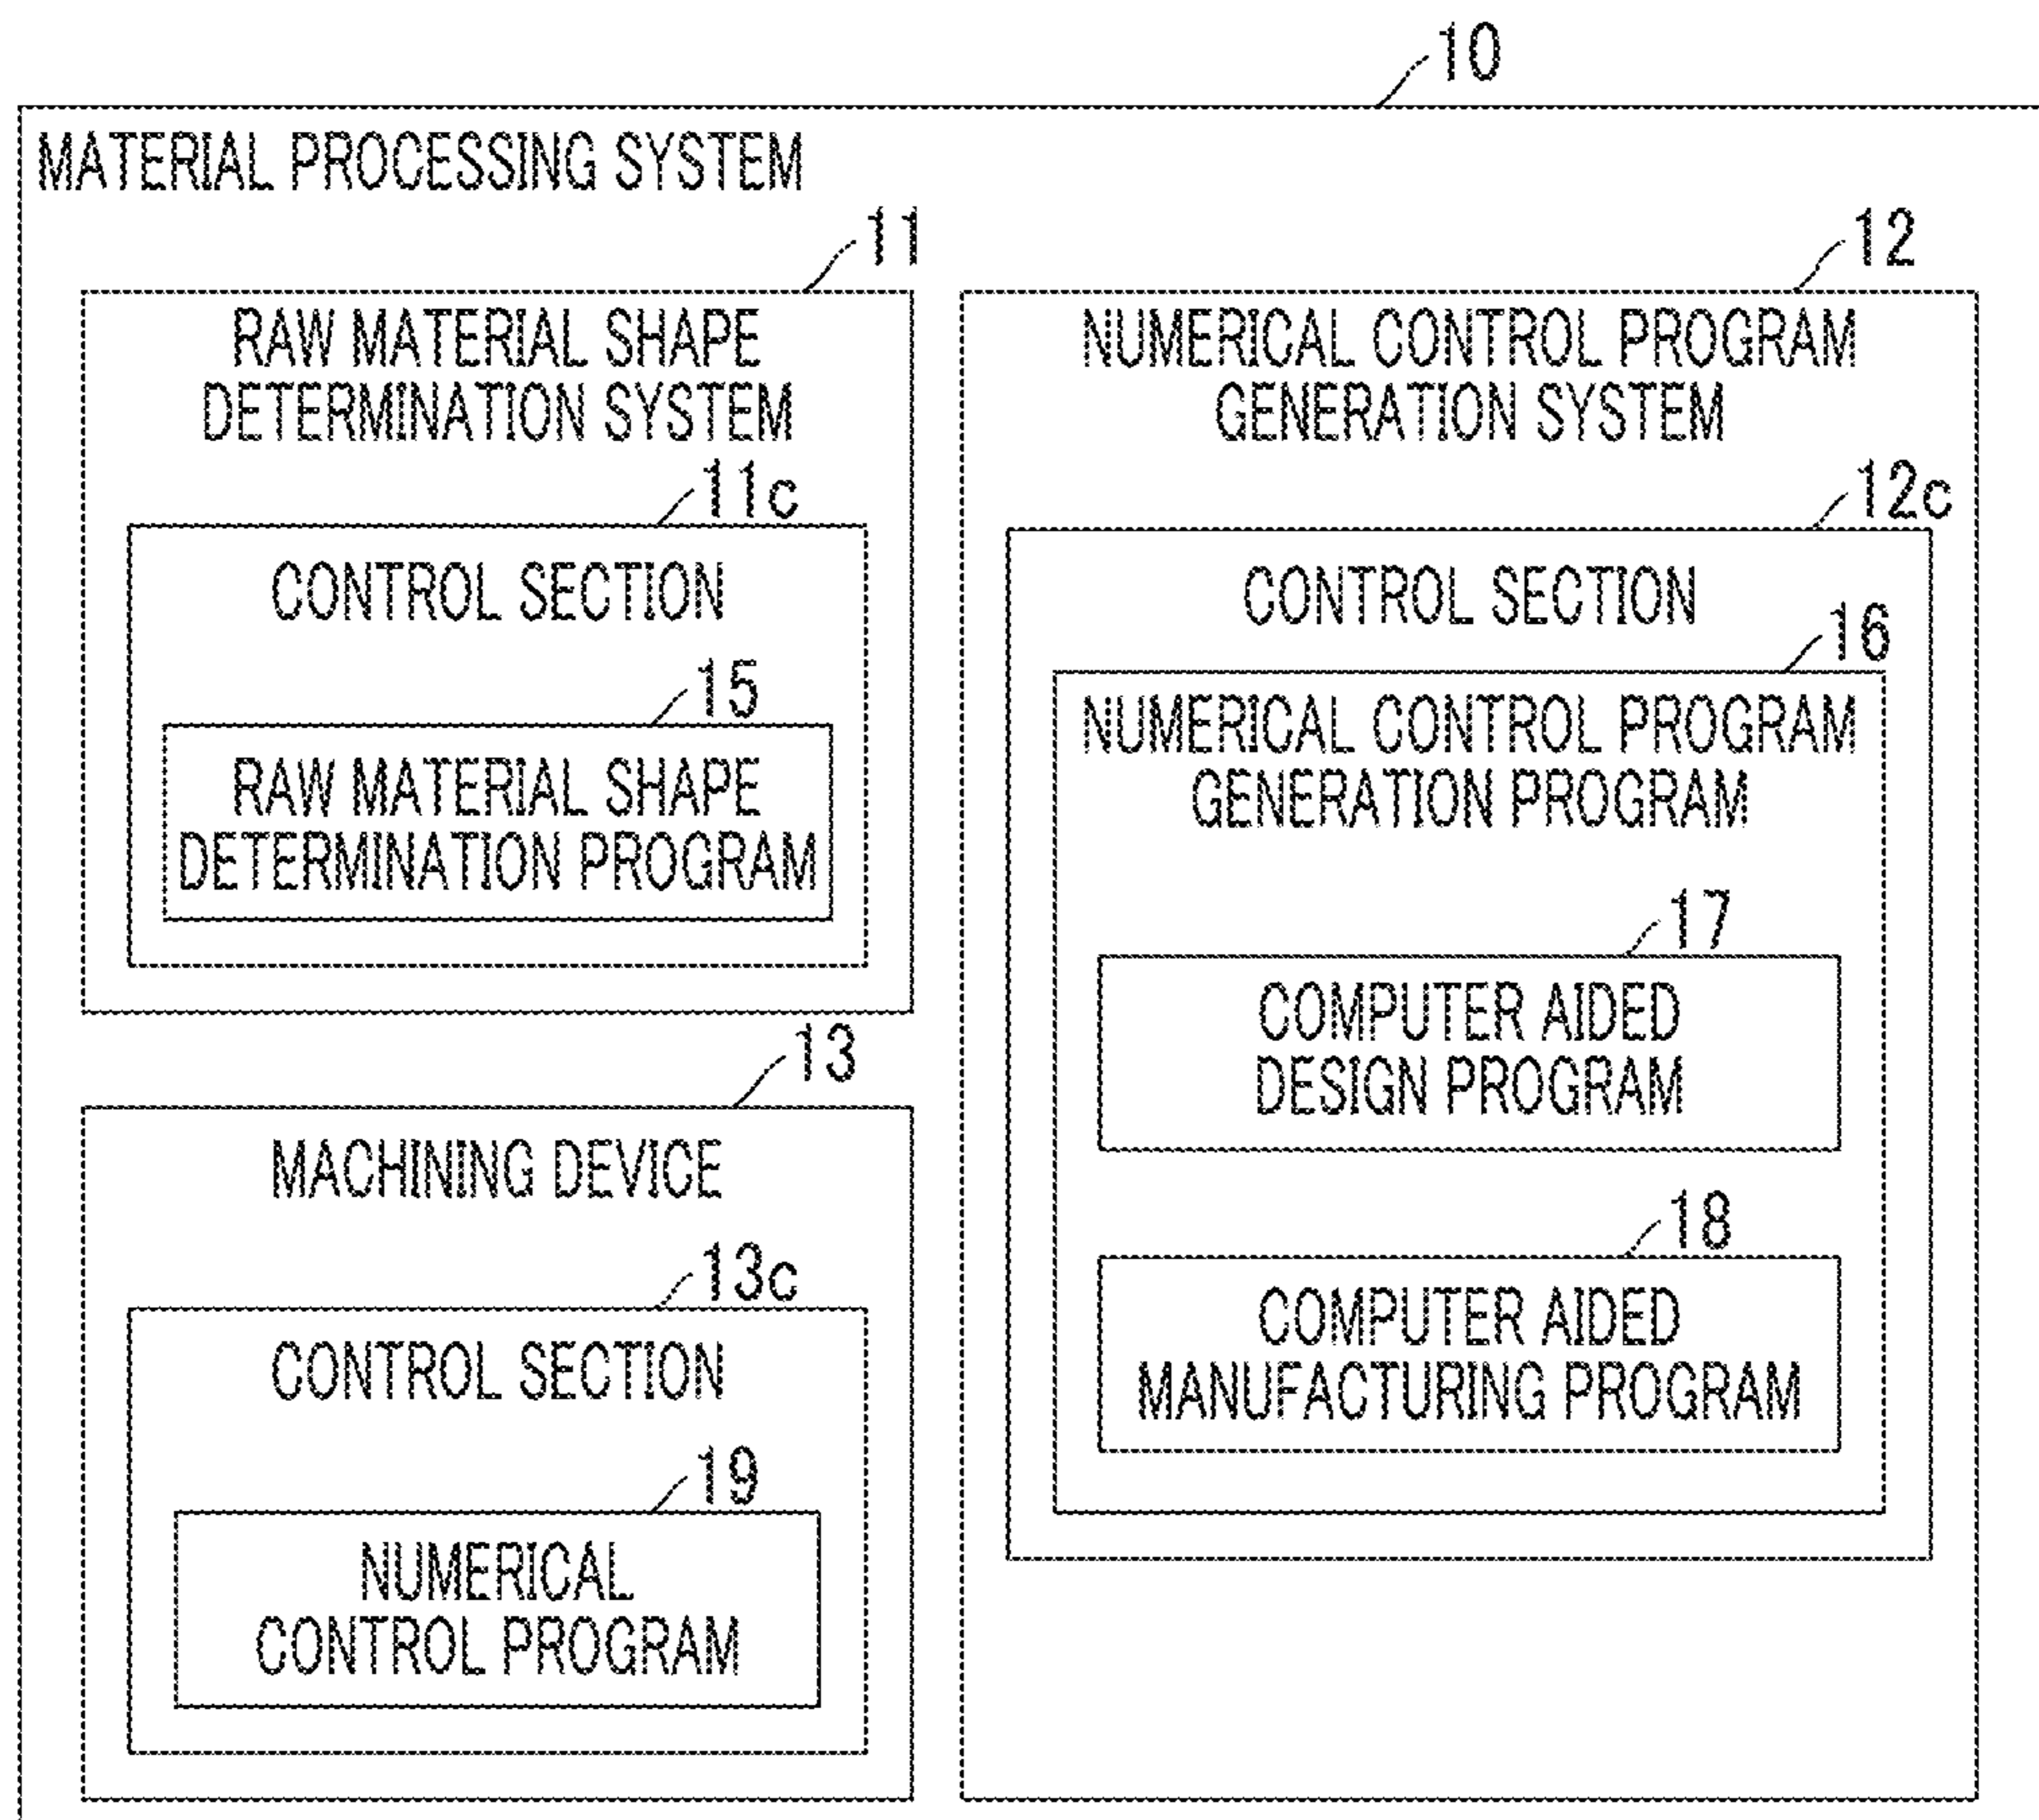 10
MATERIAL PROCESSING SYSTEM
11
RAW MATERIAL SHAPE
DETERMINATION SYSTEM
11c
CONTROL SECTION
15
RAW MATERIAL SHAPE
DETERMINATION PROGRAM
13
MACHINING DEVICE
13c
CONTROL SECTION
19
NUMERICAL
CONTROL PROGRAM
12
NUMERICAL CONTROL PROGRAM
GENERATION SYSTEM
12c
CONTROL SECTION
16
NUMERICAL CONTROL PROGRAM
GENERATION PROGRAM
17
COMPUTER AIDED
DESIGN PROGRAM
18
COMPUTER AIDED
MANUFACTURING PROGRAM